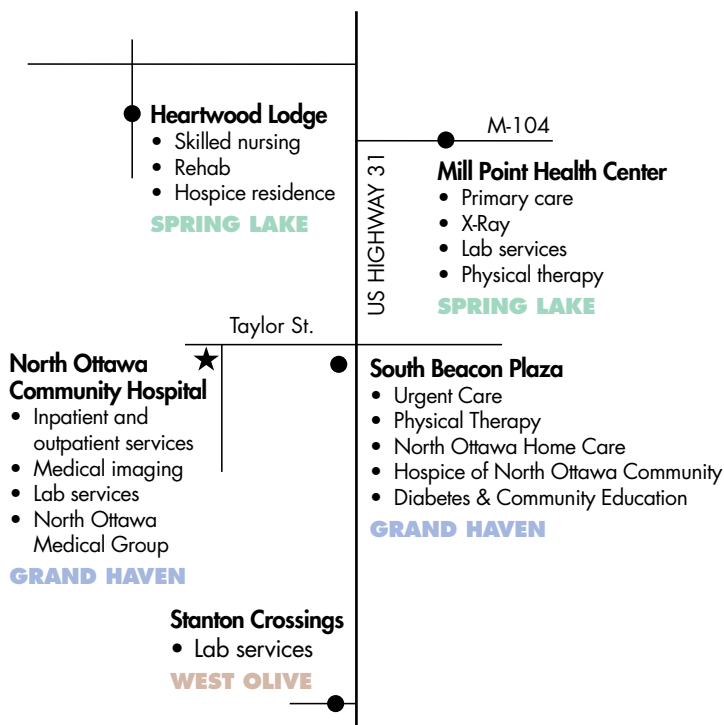 Heartwood Lodge
• Skilled nursing
• Rehab
• Hospice residence
SPRING LAKE
M-104
Mill Point Health Center
• Primary care
• X-Ray
• Lab services
• Physical therapy
SPRING LAKE
US HIGHWAY 31
Taylor St.
North Ottawa
Community Hospital
• Inpatient and
outpatient services
• Medical imaging
• Lab services
• North Ottawa
Medical Group
GRAND HAVEN
South Beacon Plaza
• Urgent Care
• Physical Therapy
• North Ottawa Home Care
• Hospice of North Ottawa Community
• Diabetes & Community Education
GRAND HAVEN
Stanton Crossings
• Lab services
WEST OLIVE